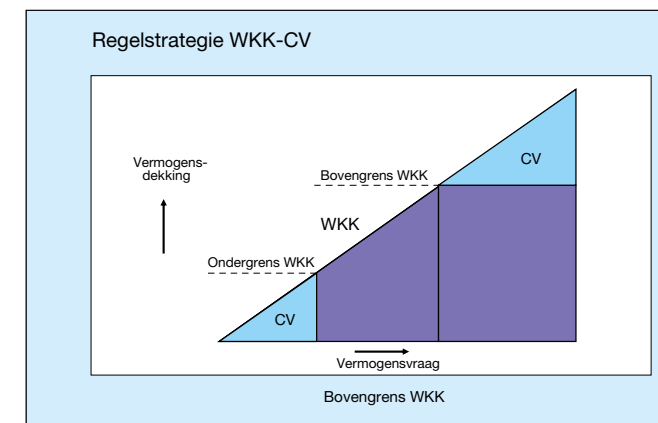 Regelstrategie WKK-CV
Vermogens-
dekking
CV
Bovengrens WKK
WKK
Ondergrens WKK
CV
Vermogensvraag
Bovengrens WKK